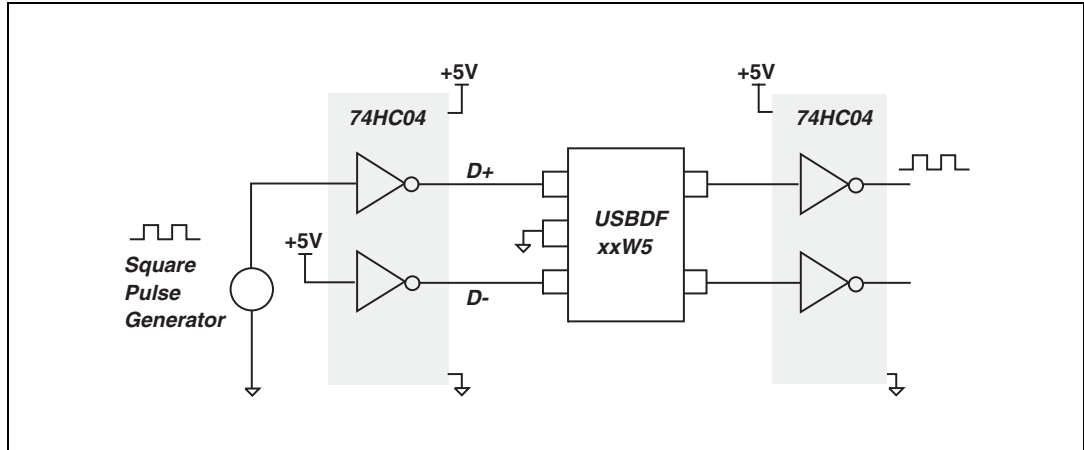 +5V
+5V
74HC04
74HC04
D+
USBDF
xxW5
+5V
Square
Pulse
Generator
D-